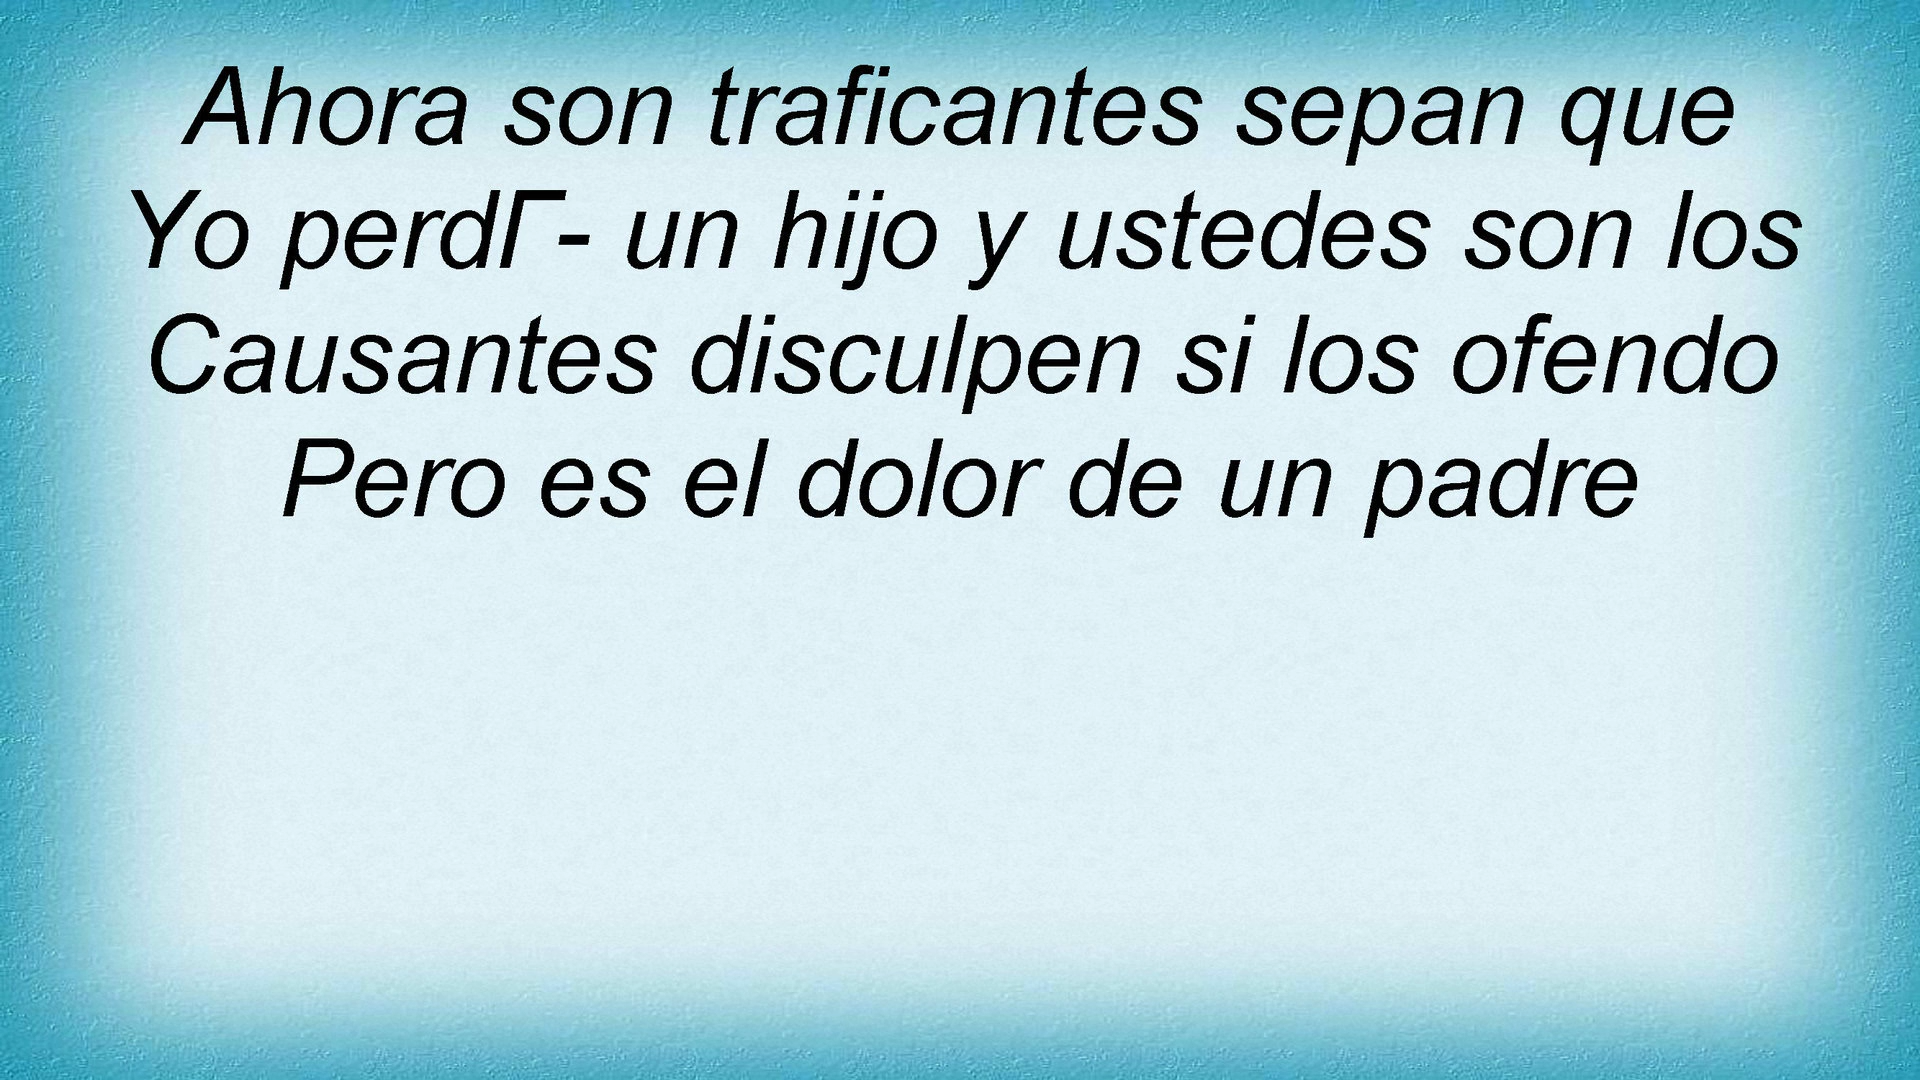 Ahora son traficantes sepan que
Yo perdГ- un hijo y ustedes son los
Causantes disculpen si los ofendo
Pero es el dolor de un padre